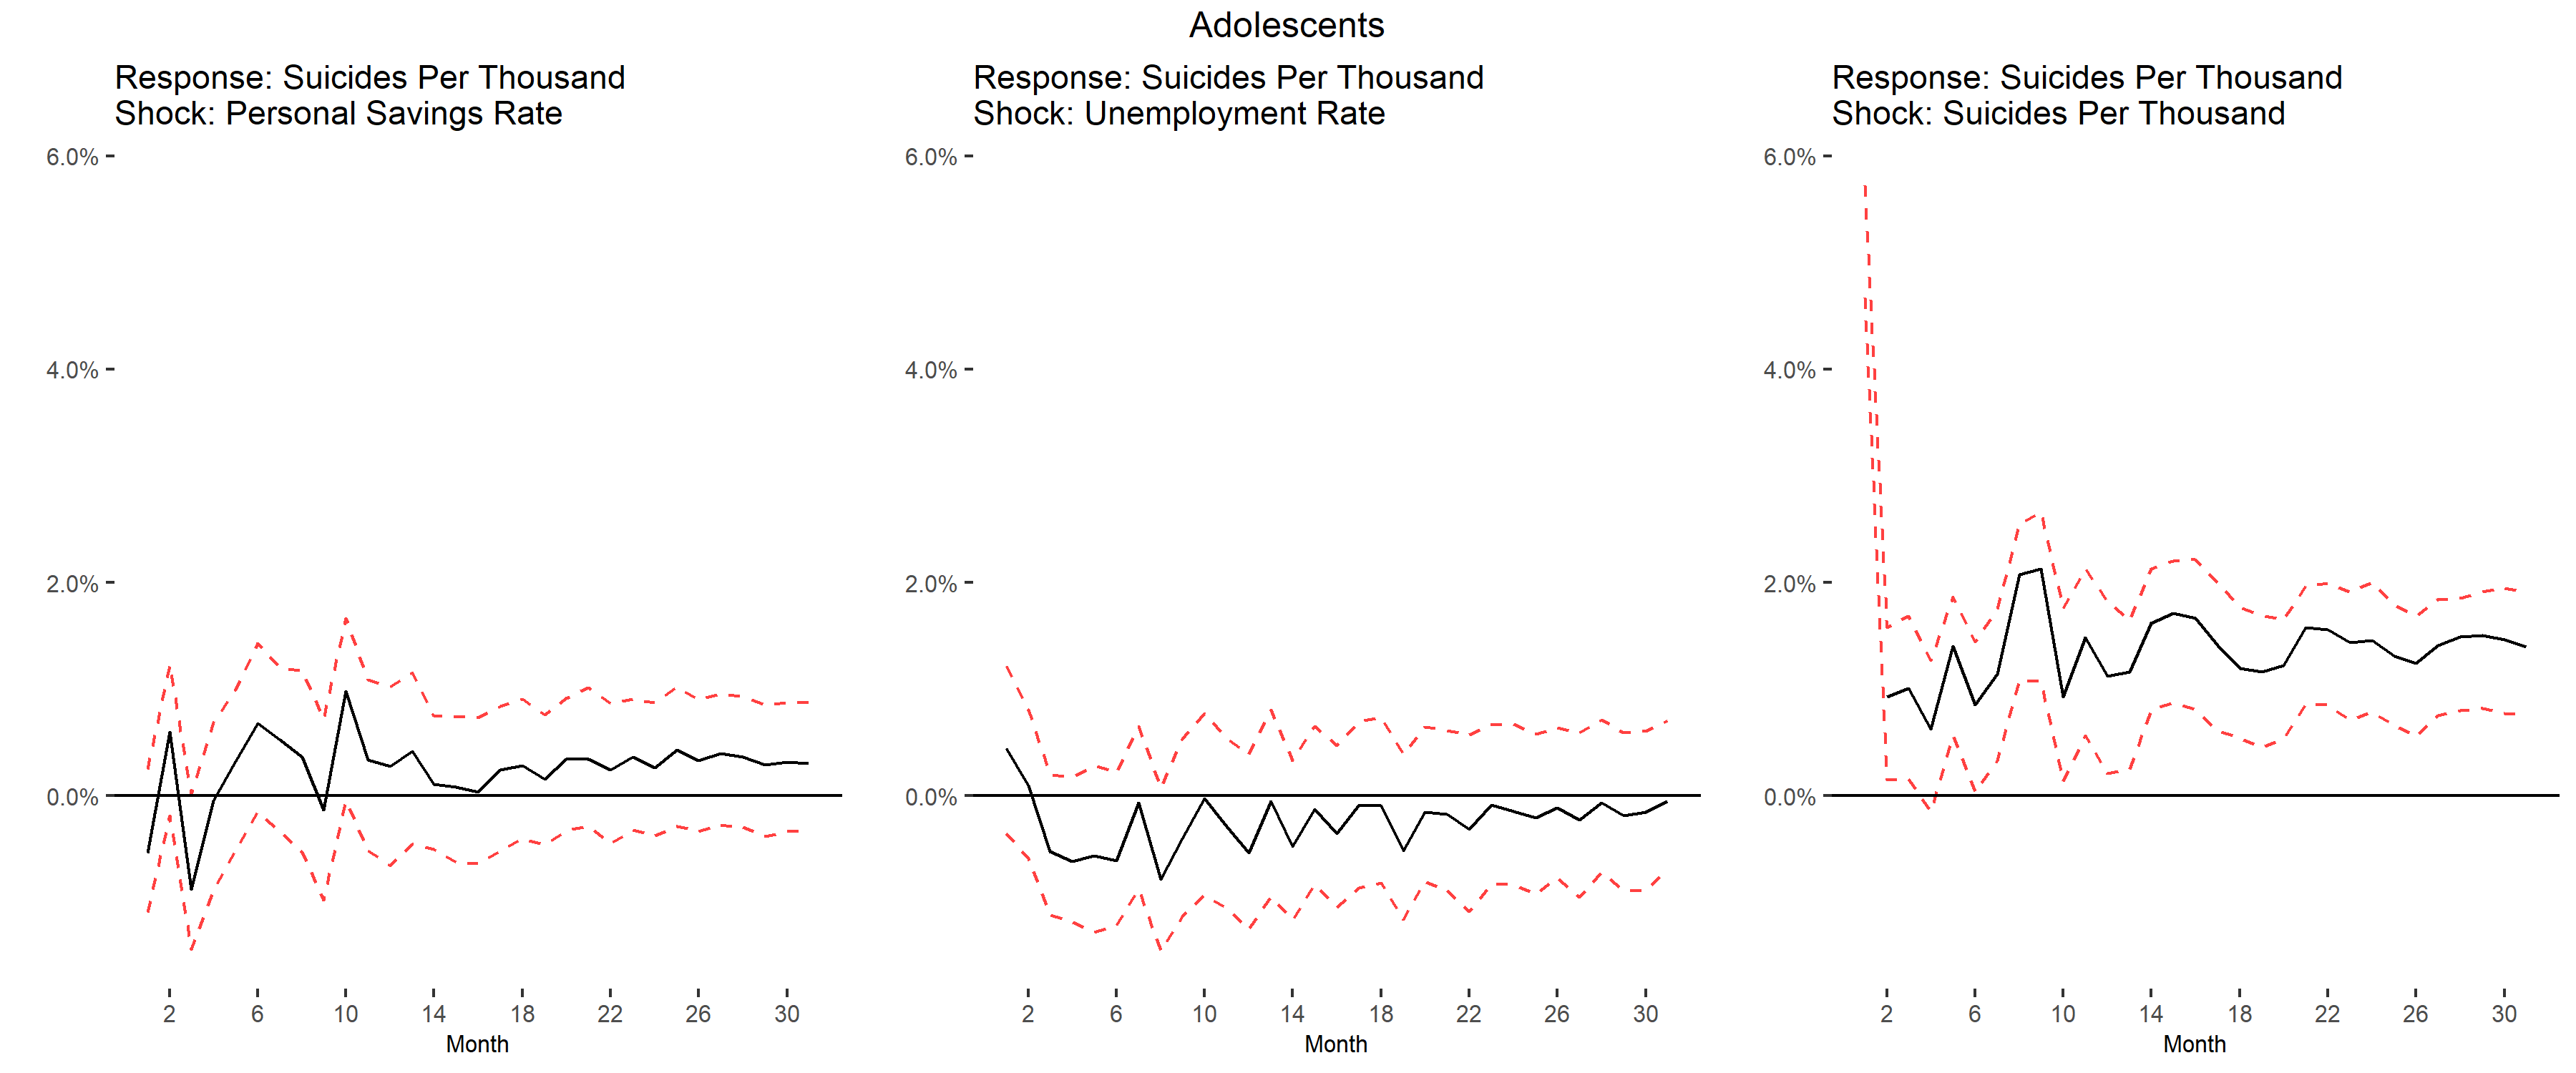 Adolescents
Response: Suicides Per Thousand
Shock: Personal Savings Rate
6.0%
4.0%
2.0%
0.0%
2 6 10 14 18 22 26 30
Month
Response: Suicides Per Thousand
Shock: Unemployment Rate
6.0%
4.0%
2.0%
0.0%
2 6 10 14 18 22 26 30
Month
Response: Suicides Per Thousand
Shock: Suicides Per Thousand
6.0%
4.0%
2.0%
0.0%
2 6 10 14 18 22 26 30
Month